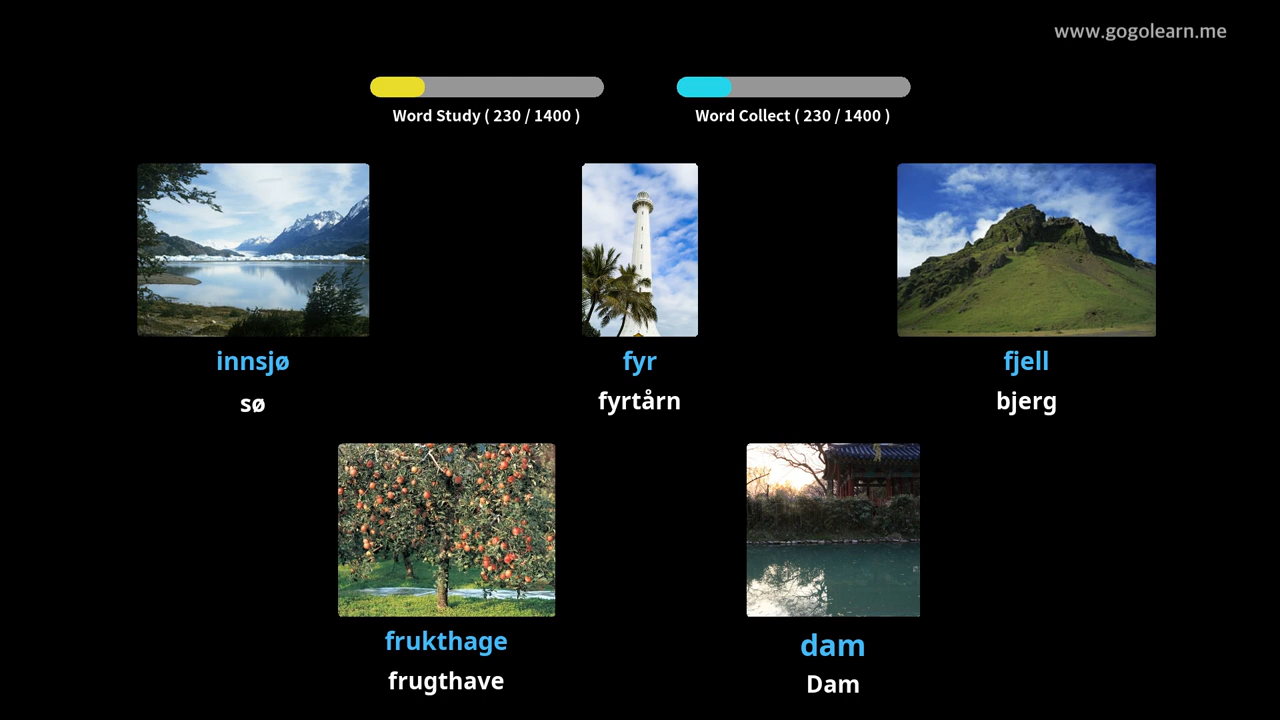 www.gogolearn.me
Word Study ( 230 / 1400 )
Word Collect ( 230 / 1400 )
innsjø
sø
fyr
fyrtårn
fjell
bjerg
frukthage
frugthave
dam
Dam